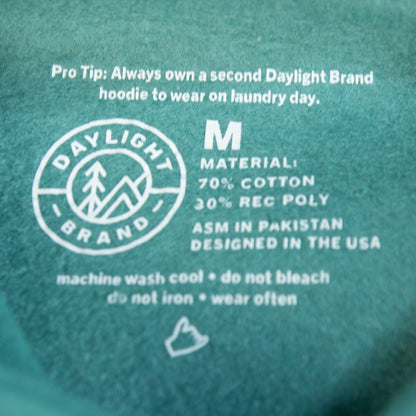 Pro Tip: Always own a second Daylight Brand
hoodie to wear on laundry day.
DAYLIGHT
BRAND
M
MATERIAL:
70% COTTON
30% REC POLY
ASM IN PAKISTAN
DESIGNED IN THE USA
machine wash cool • do not bleach
do not iron • wear often